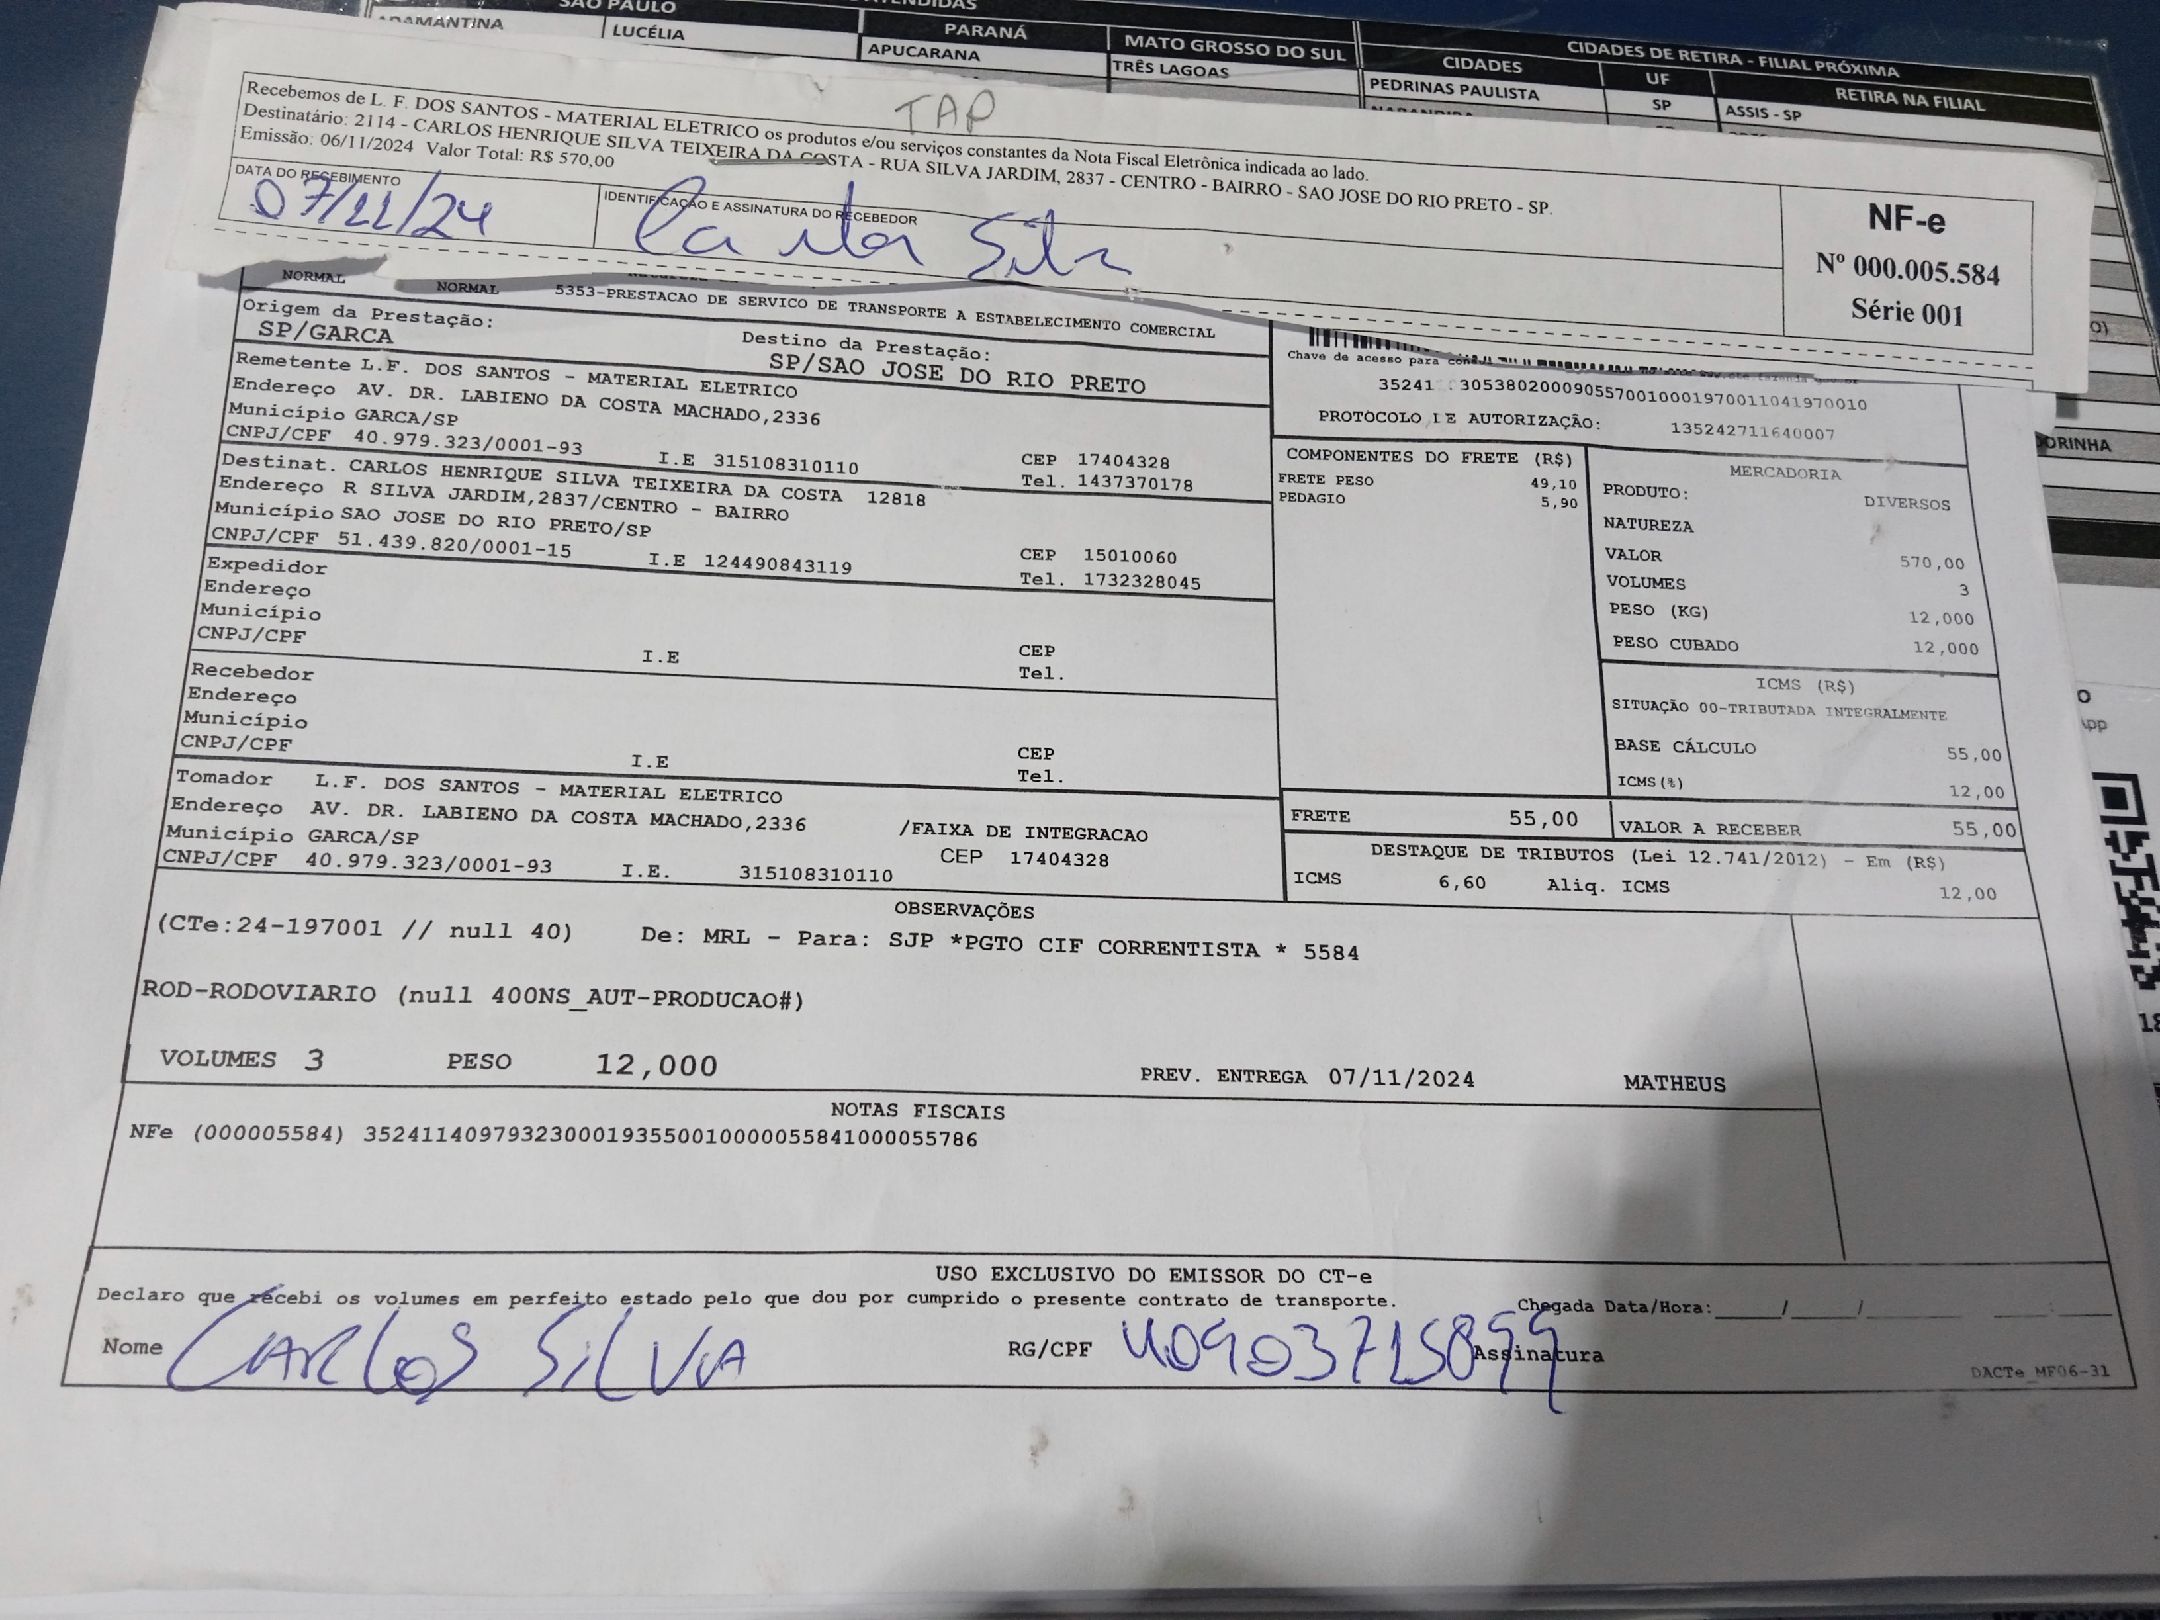 SAO PAULO
ADAMANTINA
LUCÉLIA
PARANÁ
APUCARANA
MATO GROSSO DO SUL
TRÊS LAGOAS
CIDADES DE RETIRA - FILIAL PRÓXIMA
CIDADES
UF
RETIRA NA FILIAL
PEDRINAS PAULISTA
SP
ASSIS - SP
TAP
Recebemos de L. F. DOS SANTOS - MATERIAL ELETRICO os produtos e/ou serviços constantes da Nota Fiscal Eletrônica indicada ao lado.
Destinatário: 2114 - CARLOS HENRIQUE SILVA TEIXEIRA DA COSTA - RUA SILVA JARDIM, 2837 - CENTRO - BAIRRO - SAO JOSE DO RIO PRETO - SP.
Emissão: 06/11/2024 Valor Total: R$ 570,00
DATA DO RECEBIMENTO
07/11/24
IDENTIFICAÇÃO E ASSINATURA DO RECEBEDOR
Carlos Silva
NF-e
Nº 000.005.584
Série 001
NORMAL NORMAL 5353-PRESTACAO DE SERVICO DE TRANSPORTE A ESTABELECIMENTO COMERCIAL
Origem da Prestação:
SP/GARCA
Destino da Prestação:
SP/SAO JOSE DO RIO PRETO
Remetente L.F. DOS SANTOS - MATERIAL ELETRICO
Endereço AV. DR. LABIENO DA COSTA MACHADO,2336
Município GARCA/SP CEP 17404328
CNPJ/CPF 40.979.323/0001-93 I.E 315108310110 Tel. 1437370178
Destinat. CARLOS HENRIQUE SILVA TEIXEIRA DA COSTA 12818
Endereço R SILVA JARDIM,2837/CENTRO - BAIRRO
Município SAO JOSE DO RIO PRETO/SP CEP 15010060
CNPJ/CPF 51.439.820/0001-15 I.E 124490843119 Tel. 1732328045
Expedidor
Endereço
Município CEP
CNPJ/CPF I.E Tel.
Recebedor
Endereço
Município CEP
CNPJ/CPF I.E Tel.
Tomador L.F. DOS SANTOS - MATERIAL ELETRICO
Endereço AV. DR. LABIENO DA COSTA MACHADO,2336 /FAIXA DE INTEGRACAO
Município GARCA/SP CEP 17404328
CNPJ/CPF 40.979.323/0001-93 I.E. 315108310110
Chave de acesso para
35241 3053802000905570010001970011041970010
PROTOCOLO DE AUTORIZAÇÃO: 135242711640007
COMPONENTES DO FRETE (R$)
FRETE PESO 49,10
PEDAGIO 5,90
MERCADORIA
PRODUTO: DIVERSOS
NATUREZA
VALOR 570,00
VOLUMES 3
PESO (KG) 12,000
PESO CUBADO 12,000
ICMS (R$)
SITUAÇÃO 00-TRIBUTADA INTEGRALMENTE
BASE CÁLCULO 55,00
ICMS(%) 12,00
FRETE 55,00 VALOR A RECEBER 55,00
DESTAQUE DE TRIBUTOS (Lei 12.741/2012) - Em (R$)
ICMS 6,60 Aliq. ICMS 12,00
OBSERVAÇÕES
(CTe:24-197001 // null 40) De: MRL - Para: SJP *PGTO CIF CORRENTISTA * 5584
ROD-RODOVIARIO (null 400NS_AUT-PRODUCAO#)
VOLUMES 3 PESO 12,000 PREV. ENTREGA 07/11/2024 MATHEUS
NOTAS FISCAIS
NFe (000005584) 35241140979323000193550010000055841000055786
USO EXCLUSIVO DO EMISSOR DO CT-e
Declaro que recebi os volumes em perfeito estado pelo que dou por cumprido o presente contrato de transporte.
Chegada Data/Hora:
Nome CARLOS SILVA RG/CPF 40903715899 Assinatura
DACTe_MF06-31